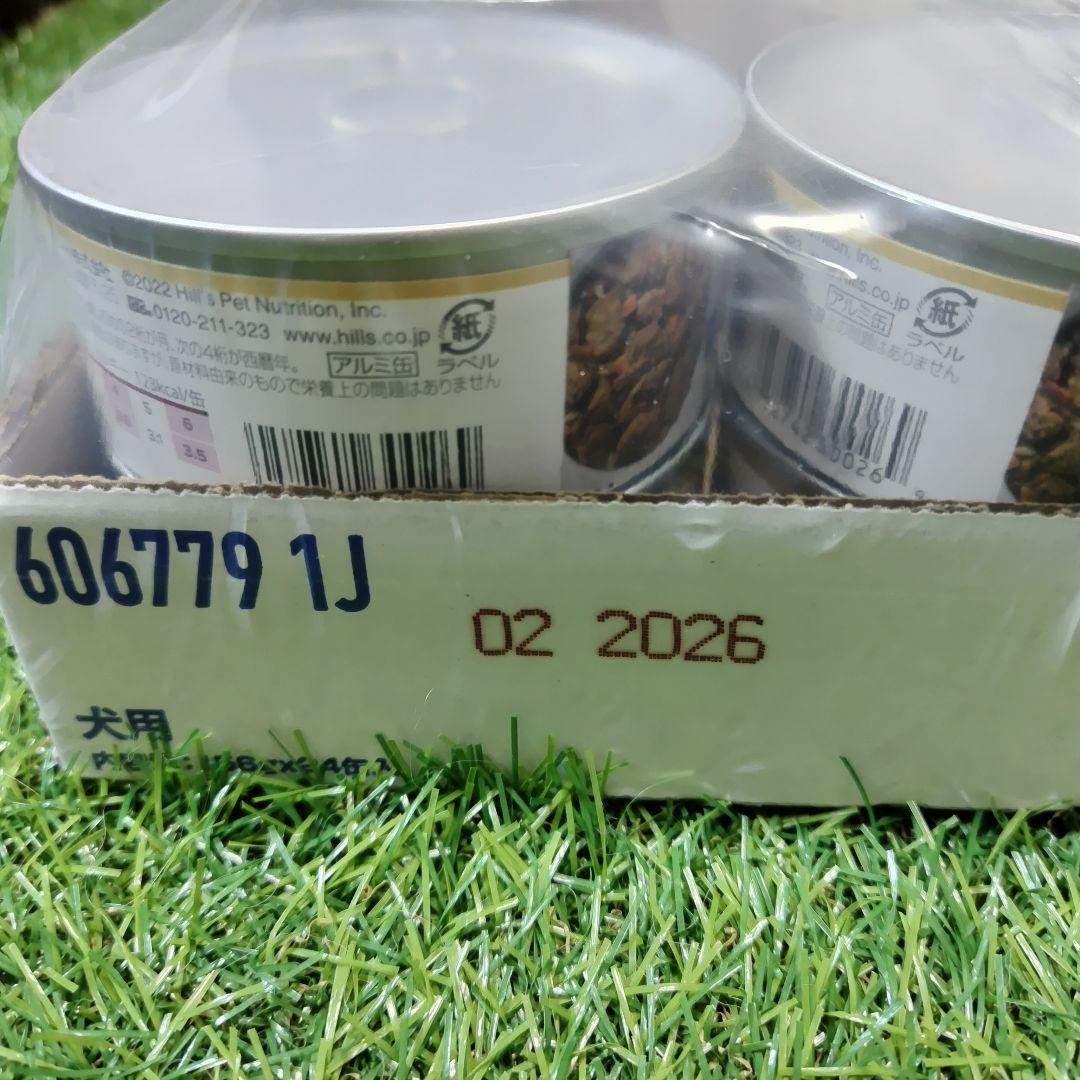 ©2022 Hill's Pet Nutrition, Inc.
0120-211-323 www.hills.co.jp
次の4桁が西暦年。
アルミ缶
紙
ラベル
原材料由来のもので栄養上の問題はありません
123kcal/缶
5 6
3.1 3.5
Inc.
hills.co.jp
アルミ缶
紙
ラベル
問題はありません
0026
606779 1J
02 2026
犬用